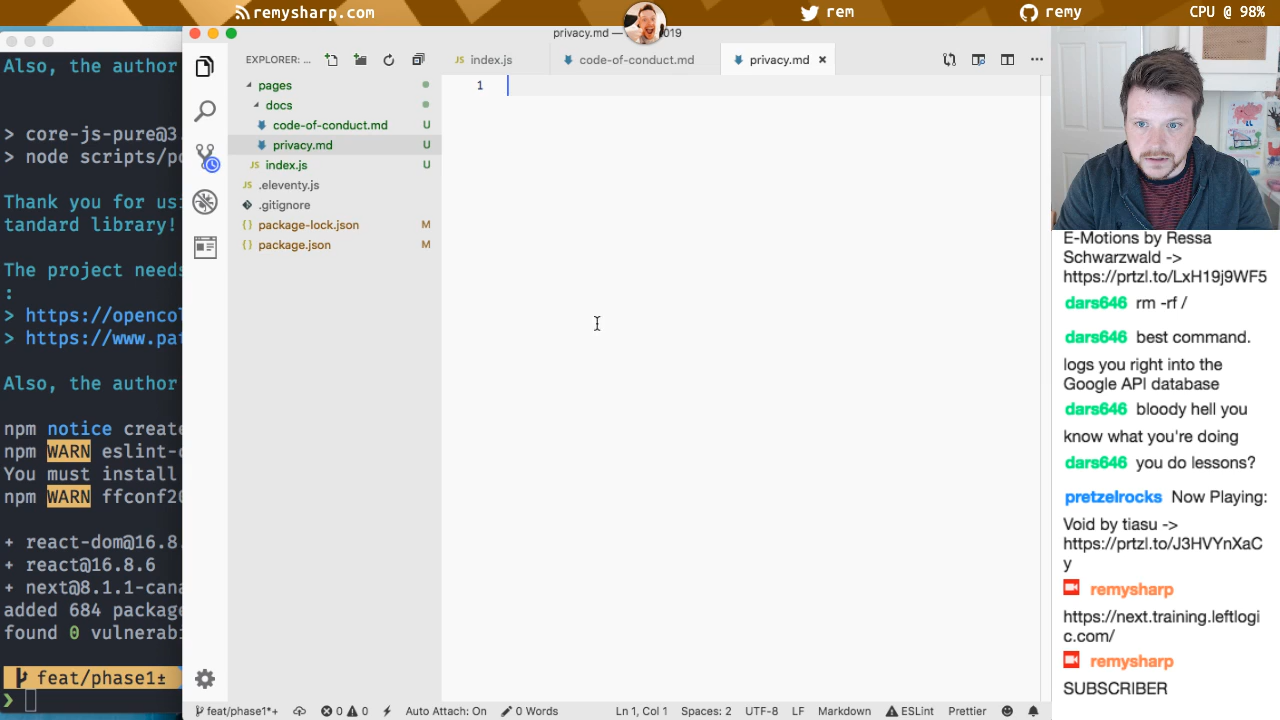 remysharp.com
rem
remy
CPU @ 98%
privacy.md —
019
Also, the author
> core-js-pure@3.
> node scripts/po
Thank you for usi
tandard library!
The project needs
:
> https://opencol
> https://www.pat
Also, the author
npm notice create
npm WARN eslint-c
You must install
npm WARN ffconf20
+ react-dom@16.8.
+ react@16.8.6
+ next@8.1.1-cana
added 684 package
found 0 vulnerabi
feat/phase1±
❯
EXPLORER: ...
pages
docs
code-of-conduct.md U
privacy.md U
JS index.js U
JS .eleventy.js
.gitignore
{} package-lock.json M
{} package.json M
JS index.js
code-of-conduct.md
privacy.md ×
1
feat/phase1*+
0 0
Auto Attach: On
0 Words
Ln 1, Col 1
Spaces: 2
UTF-8
LF
Markdown
ESLint
Prettier
E-Motions by Ressa
Schwarzwald ->
https://prtzl.to/LxH19j9WF5
dars646 rm -rf /
dars646 best command.
logs you right into the
Google API database
dars646 bloody hell you
know what you're doing
dars646 you do lessons?
pretzelrocks Now Playing:
Void by tiasu ->
https://prtzl.to/J3HVYnXaC
y
remysharp
https://next.training.leftlogi
c.com/
remysharp
SUBSCRIBER